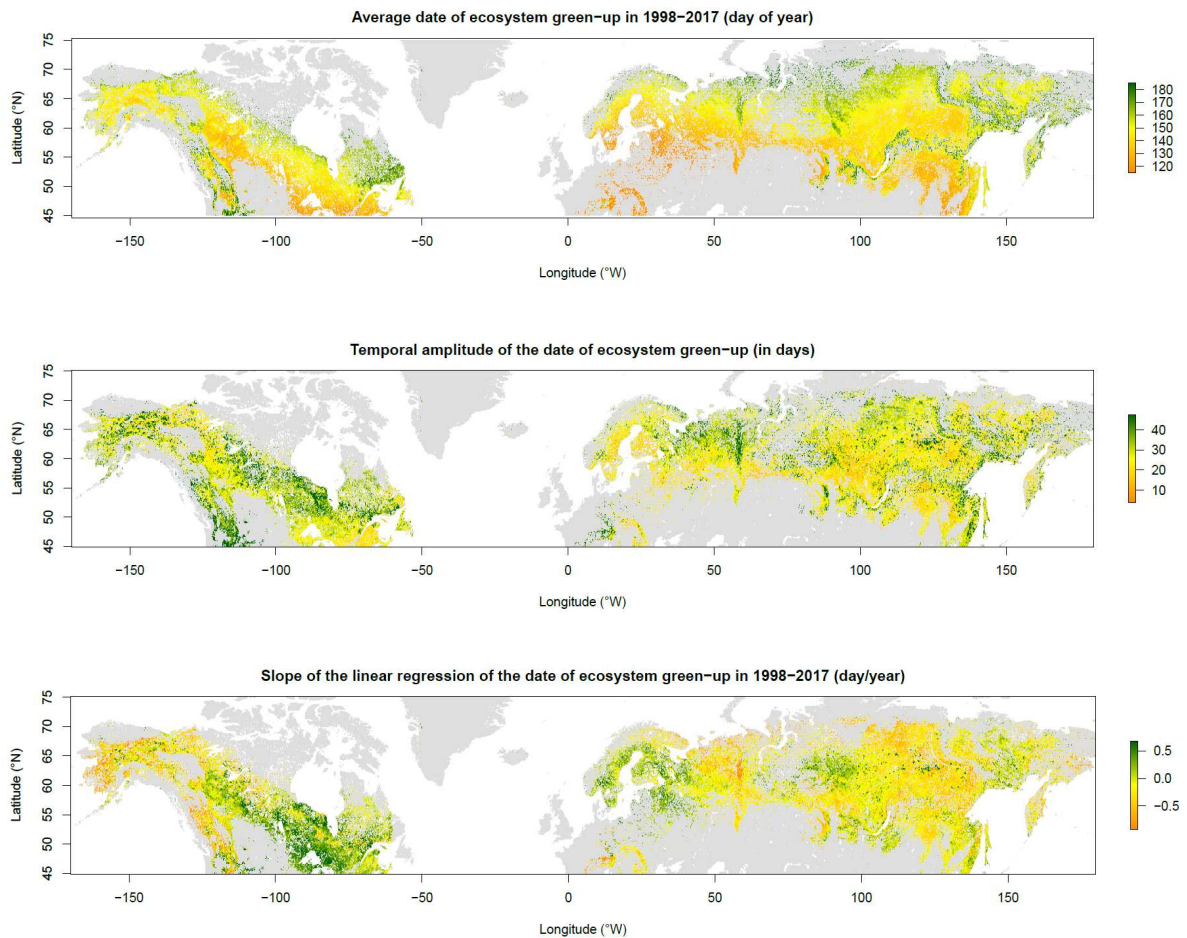 Average date of ecosystem green−up in 1998−2017 (day of year)
75
70
65
60
55
50
45
Latitude (°N)
180
170
160
150
140
130
120
−150 −100 −50 0 50 100 150
Longitude (°W)
Temporal amplitude of the date of ecosystem green−up (in days)
75
70
65
60
55
50
45
Latitude (°N)
40
30
20
10
−150 −100 −50 0 50 100 150
Longitude (°W)
Slope of the linear regression of the date of ecosystem green−up in 1998−2017 (day/year)
75
70
65
60
55
50
45
Latitude (°N)
0.5
0.0
−0.5
−150 −100 −50 0 50 100 150
Longitude (°W)